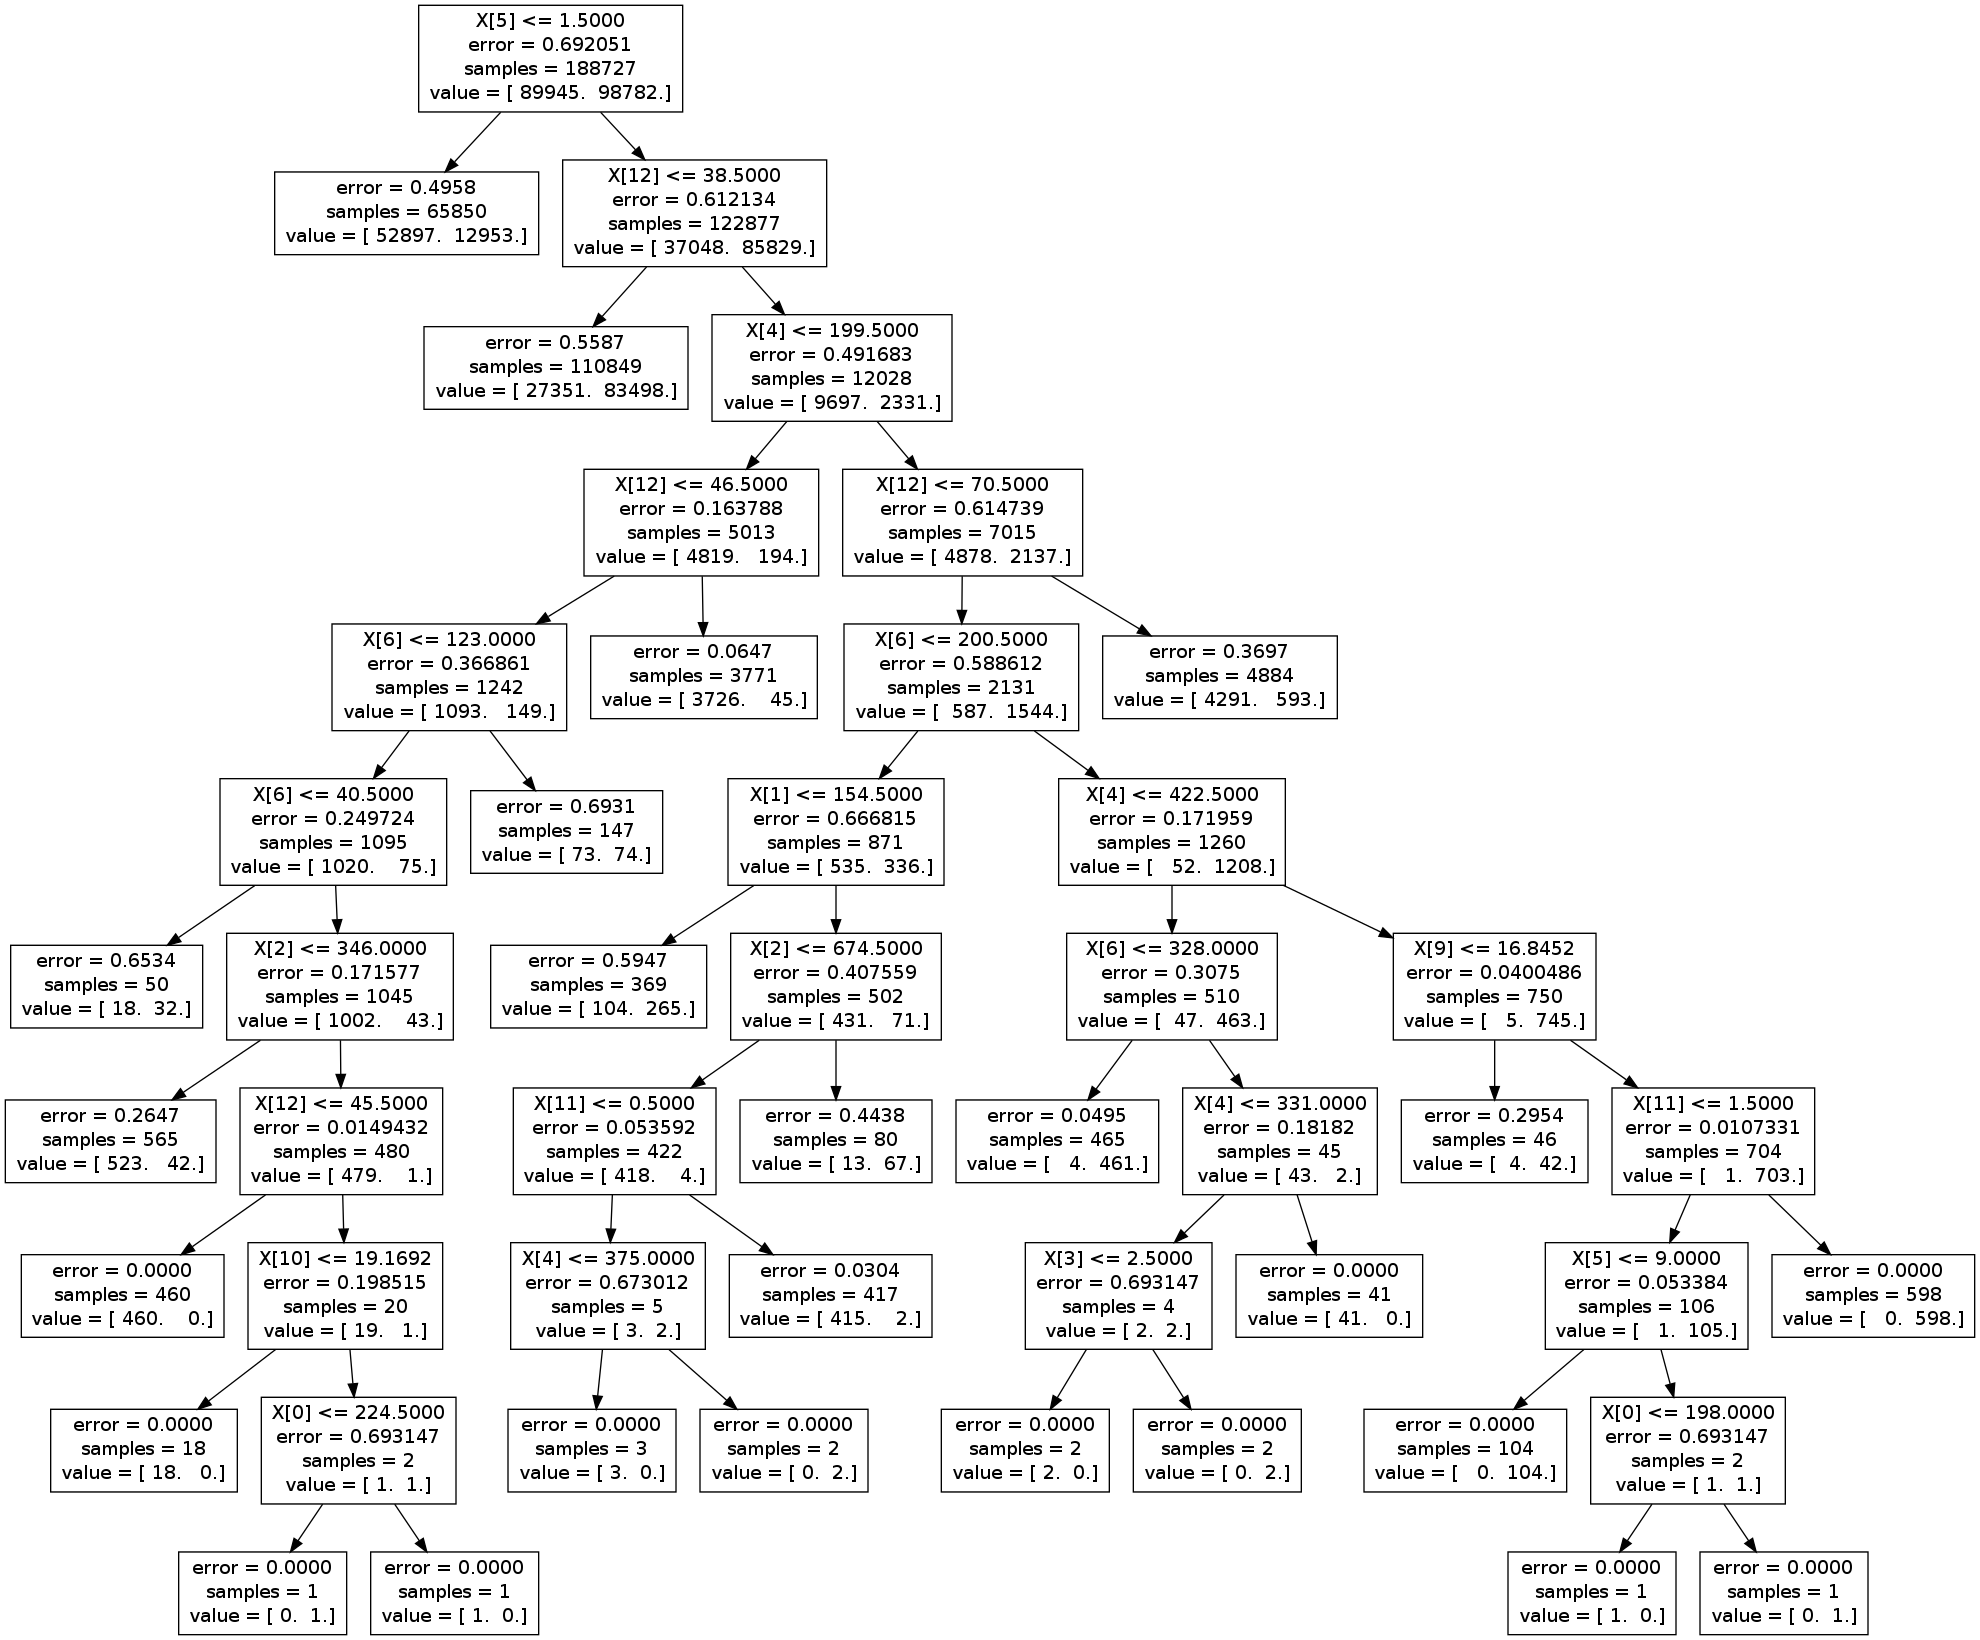 X[5] <= 1.5000
error = 0.692051
samples = 188727
value = [ 89945.  98782.]
error = 0.4958
samples = 65850
value = [ 52897.  12953.]
X[12] <= 38.5000
error = 0.612134
samples = 122877
value = [ 37048.  85829.]
error = 0.5587
samples = 110849
value = [ 27351.  83498.]
X[4] <= 199.5000
error = 0.491683
samples = 12028
value = [ 9697.  2331.]
X[12] <= 46.5000
error = 0.163788
samples = 5013
value = [ 4819.   194.]
X[12] <= 70.5000
error = 0.614739
samples = 7015
value = [ 4878.  2137.]
X[6] <= 123.0000
error = 0.366861
samples = 1242
value = [ 1093.   149.]
error = 0.0647
samples = 3771
value = [ 3726.    45.]
X[6] <= 200.5000
error = 0.588612
samples = 2131
value = [  587.  1544.]
error = 0.3697
samples = 4884
value = [ 4291.   593.]
X[6] <= 40.5000
error = 0.249724
samples = 1095
value = [ 1020.    75.]
error = 0.6931
samples = 147
value = [ 73.  74.]
X[1] <= 154.5000
error = 0.666815
samples = 871
value = [ 535.  336.]
X[4] <= 422.5000
error = 0.171959
samples = 1260
value = [   52.  1208.]
error = 0.6534
samples = 50
value = [ 18.  32.]
X[2] <= 346.0000
error = 0.171577
samples = 1045
value = [ 1002.    43.]
error = 0.5947
samples = 369
value = [ 104.  265.]
X[2] <= 674.5000
error = 0.407559
samples = 502
value = [ 431.   71.]
X[6] <= 328.0000
error = 0.3075
samples = 510
value = [  47.  463.]
X[9] <= 16.8452
error = 0.0400486
samples = 750
value = [   5.  745.]
error = 0.2647
samples = 565
value = [ 523.   42.]
X[12] <= 45.5000
error = 0.0149432
samples = 480
value = [ 479.    1.]
X[11] <= 0.5000
error = 0.053592
samples = 422
value = [ 418.    4.]
error = 0.4438
samples = 80
value = [ 13.  67.]
error = 0.0495
samples = 465
value = [   4.  461.]
X[4] <= 331.0000
error = 0.18182
samples = 45
value = [ 43.   2.]
error = 0.2954
samples = 46
value = [  4.  42.]
X[11] <= 1.5000
error = 0.0107331
samples = 704
value = [   1.  703.]
error = 0.0000
samples = 460
value = [ 460.    0.]
X[10] <= 19.1692
error = 0.198515
samples = 20
value = [ 19.   1.]
X[4] <= 375.0000
error = 0.673012
samples = 5
value = [ 3.  2.]
error = 0.0304
samples = 417
value = [ 415.    2.]
X[3] <= 2.5000
error = 0.693147
samples = 4
value = [ 2.  2.]
error = 0.0000
samples = 41
value = [ 41.   0.]
X[5] <= 9.0000
error = 0.053384
samples = 106
value = [   1.  105.]
error = 0.0000
samples = 598
value = [   0.  598.]
error = 0.0000
samples = 18
value = [ 18.   0.]
X[0] <= 224.5000
error = 0.693147
samples = 2
value = [ 1.  1.]
error = 0.0000
samples = 3
value = [ 3.  0.]
error = 0.0000
samples = 2
value = [ 0.  2.]
error = 0.0000
samples = 2
value = [ 2.  0.]
error = 0.0000
samples = 2
value = [ 0.  2.]
error = 0.0000
samples = 104
value = [   0.  104.]
X[0] <= 198.0000
error = 0.693147
samples = 2
value = [ 1.  1.]
error = 0.0000
samples = 1
value = [ 0.  1.]
error = 0.0000
samples = 1
value = [ 1.  0.]
error = 0.0000
samples = 1
value = [ 1.  0.]
error = 0.0000
samples = 1
value = [ 0.  1.]